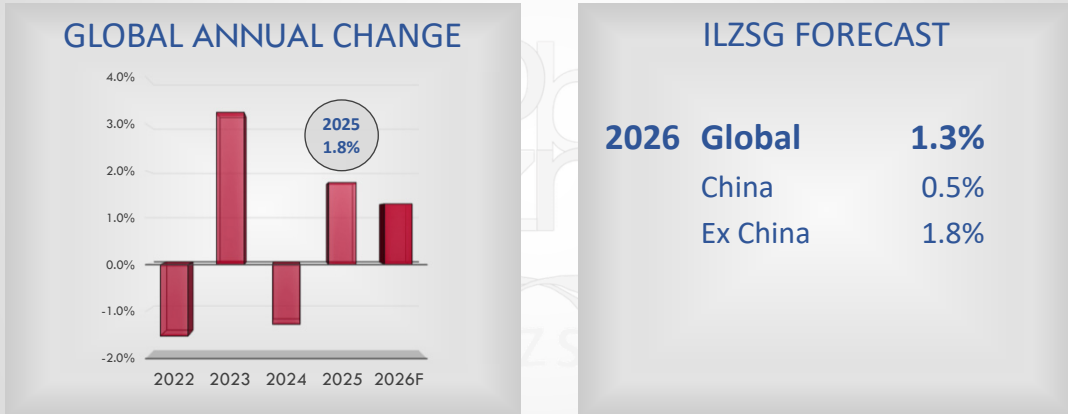 GLOBAL ANNUAL CHANGE
4.0%
3.0%
2.0%
1.0%
0.0%
-1.0%
-2.0%
2025
1.8%
2022 2023 2024 2025 2026F
ILZSG FORECAST
2026 Global 1.3%
China 0.5%
Ex China 1.8%